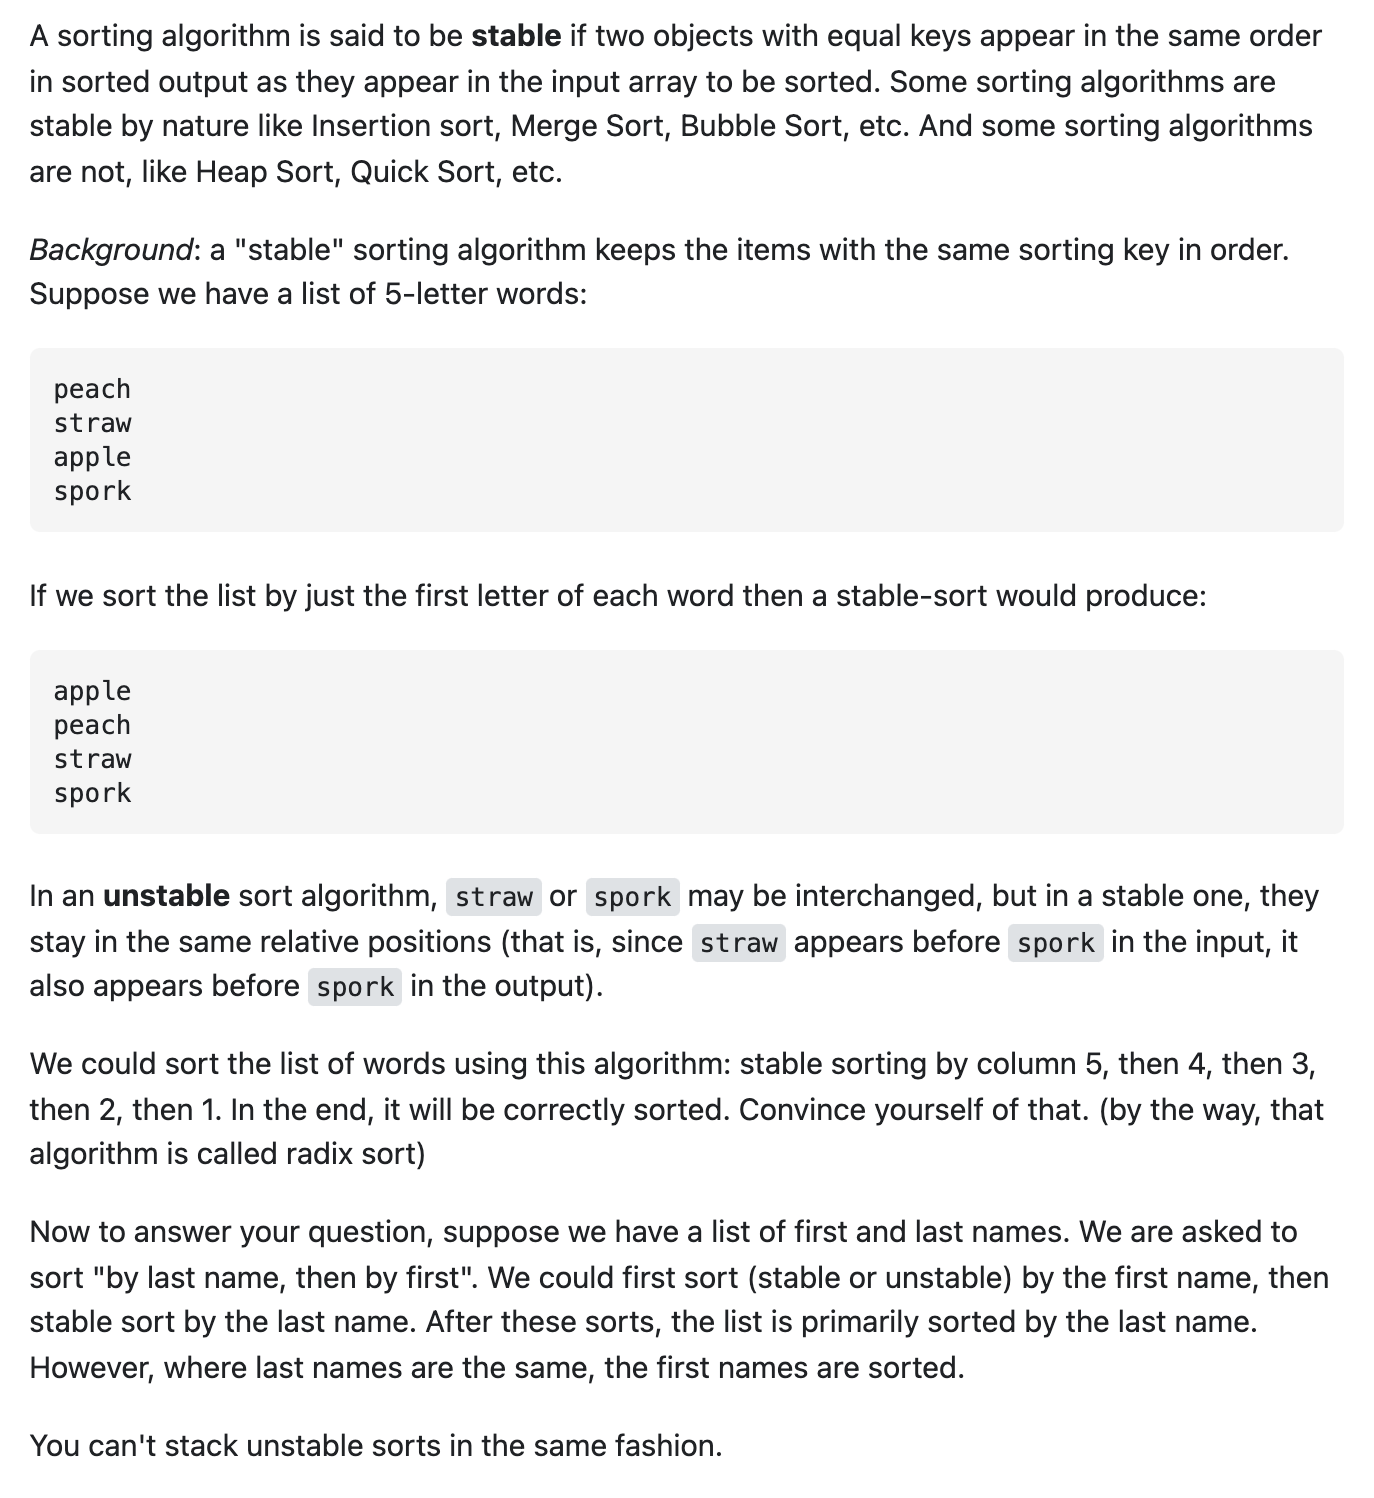 A sorting algorithm is said to be stable if two objects with equal keys appear in the same order
in sorted output as they appear in the input array to be sorted. Some sorting algorithms are
stable by nature like Insertion sort, Merge Sort, Bubble Sort, etc. And some sorting algorithms
are not, like Heap Sort, Quick Sort, etc.
Background: a "stable" sorting algorithm keeps the items with the same sorting key in order.
Suppose we have a list of 5-letter words:
peach
straw
apple
spork
If we sort the list by just the first letter of each word then a stable-sort would produce:
apple
peach
straw
spork
In an unstable sort algorithm, straw or spork may be interchanged, but in a stable one, they
stay in the same relative positions (that is, since straw appears before spork in the input, it
also appears before spork in the output).
We could sort the list of words using this algorithm: stable sorting by column 5, then 4, then 3,
then 2, then 1. In the end, it will be correctly sorted. Convince yourself of that. (by the way, that
algorithm is called radix sort)
Now to answer your question, suppose we have a list of first and last names. We are asked to
sort "by last name, then by first". We could first sort (stable or unstable) by the first name, then
stable sort by the last name. After these sorts, the list is primarily sorted by the last name.
However, where last names are the same, the first names are sorted.
You can't stack unstable sorts in the same fashion.